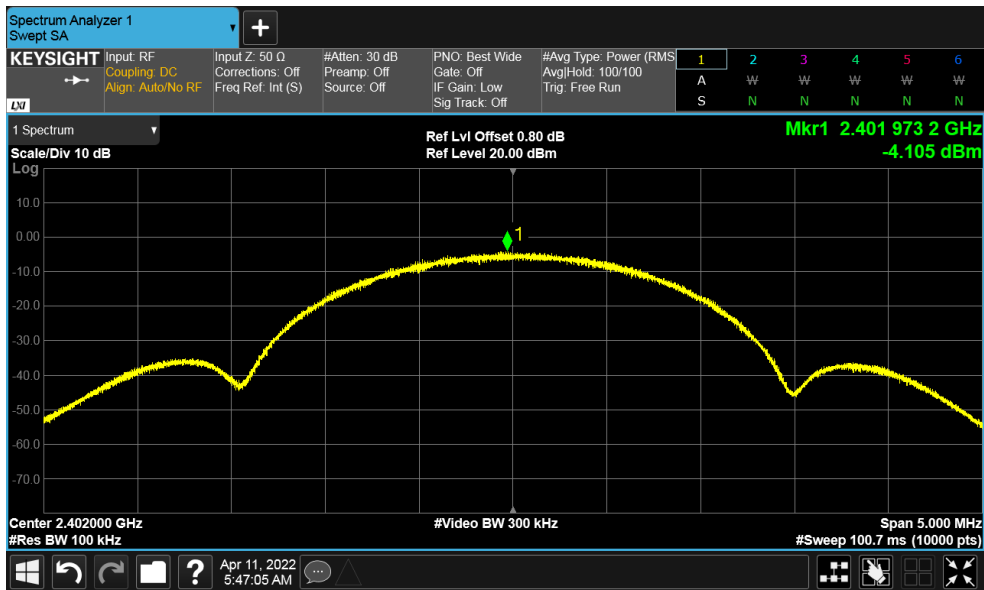 Spectrum Analyzer 1
Swept SA
+
KEYSIGHT
LXI
Input: RF
Coupling: DC
Align: Auto/No RF
Input Z: 50 Ω
Corrections: Off
Freq Ref: Int (S)
#Atten: 30 dB
Preamp: Off
Source: Off
PNO: Best Wide
Gate: Off
IF Gain: Low
Sig Track: Off
#Avg Type: Power (RMS
Avg|Hold: 100/100
Trig: Free Run
1 2 3 4 5 6
A W W W W W
S N N N N N
1 Spectrum
Scale/Div 10 dB
Ref Lvl Offset 0.80 dB
Ref Level 20.00 dBm
Mkr1 2.401 973 2 GHz
-4.105 dBm
Log
10.0
0.00
-10.0
-20.0
-30.0
-40.0
-50.0
-60.0
-70.0
1
Center 2.402000 GHz
#Res BW 100 kHz
#Video BW 300 kHz
Span 5.000 MHz
#Sweep 100.7 ms (10000 pts)
?
Apr 11, 2022
5:47:05 AM